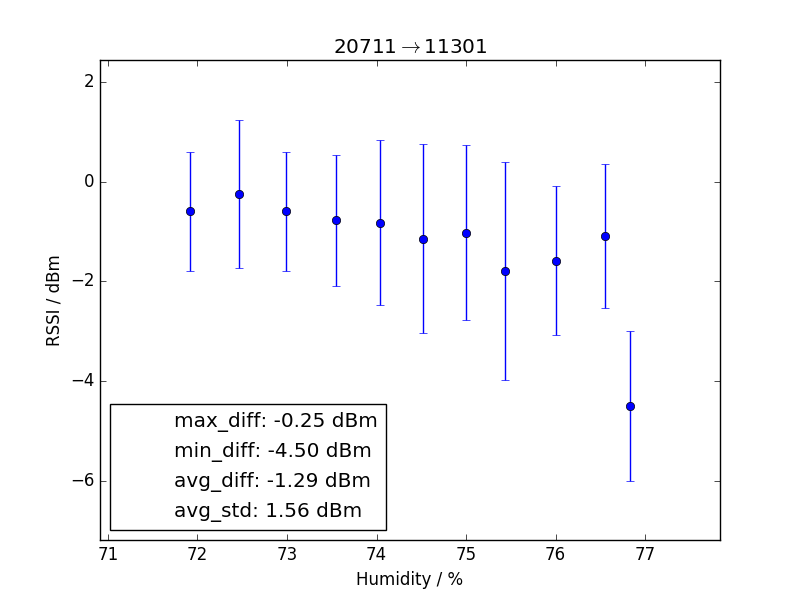 20711→11301
2
0
−2
−4
−6
RSSI / dBm
max_diff: -0.25 dBm
min_diff: -4.50 dBm
avg_diff: -1.29 dBm
avg_std: 1.56 dBm
71 72 73 74 75 76 77
Humidity / %